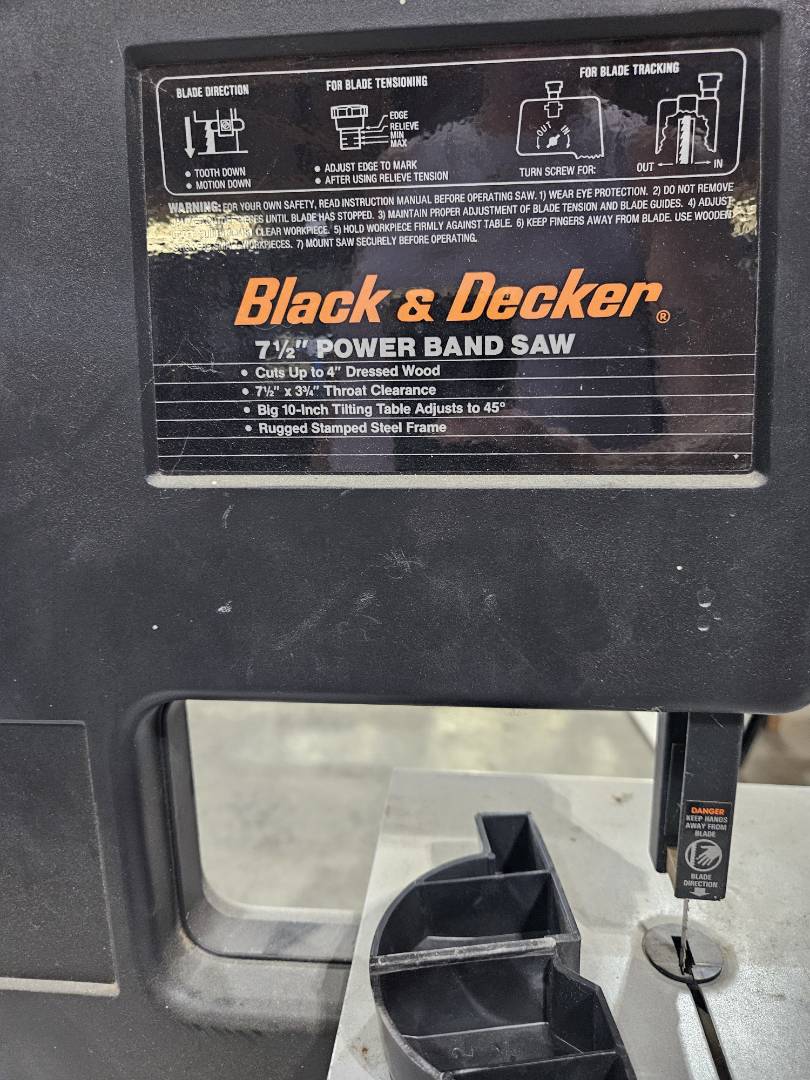 BLADE DIRECTION
• TOOTH DOWN
• MOTION DOWN
FOR BLADE TENSIONING
EDGE
RELIEVE
MIN
MAX
• ADJUST EDGE TO MARK
• AFTER USING RELIEVE TENSION
FOR BLADE TRACKING
OUT IN
TURN SCREW FOR:
OUT IN
WARNING: FOR YOUR OWN SAFETY, READ INSTRUCTION MANUAL BEFORE OPERATING SAW. 1) WEAR EYE PROTECTION. 2) DO NOT REMOVE
UNTIL BLADE HAS STOPPED. 3) MAINTAIN PROPER ADJUSTMENT OF BLADE TENSION AND BLADE GUIDES. 4) ADJUST
CLEAR WORKPIECE. 5) HOLD WORKPIECE FIRMLY AGAINST TABLE. 6) KEEP FINGERS AWAY FROM BLADE. USE WOODEN
WORKPIECES. 7) MOUNT SAW SECURELY BEFORE OPERATING.
Black & Decker®
7½" POWER BAND SAW
• Cuts Up to 4" Dressed Wood
• 7½" x 3¾" Throat Clearance
• Big 10-Inch Tilting Table Adjusts to 45°
• Rugged Stamped Steel Frame
DANGER
KEEP HANDS
AWAY FROM
BLADE
BLADE
DIRECTION